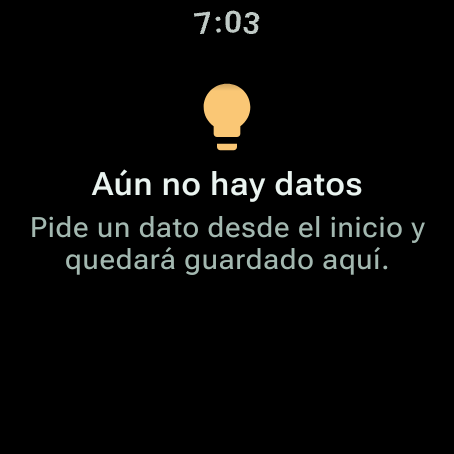 7:03
Aún no hay datos
Pide un dato desde el inicio y
quedará guardado aquí.